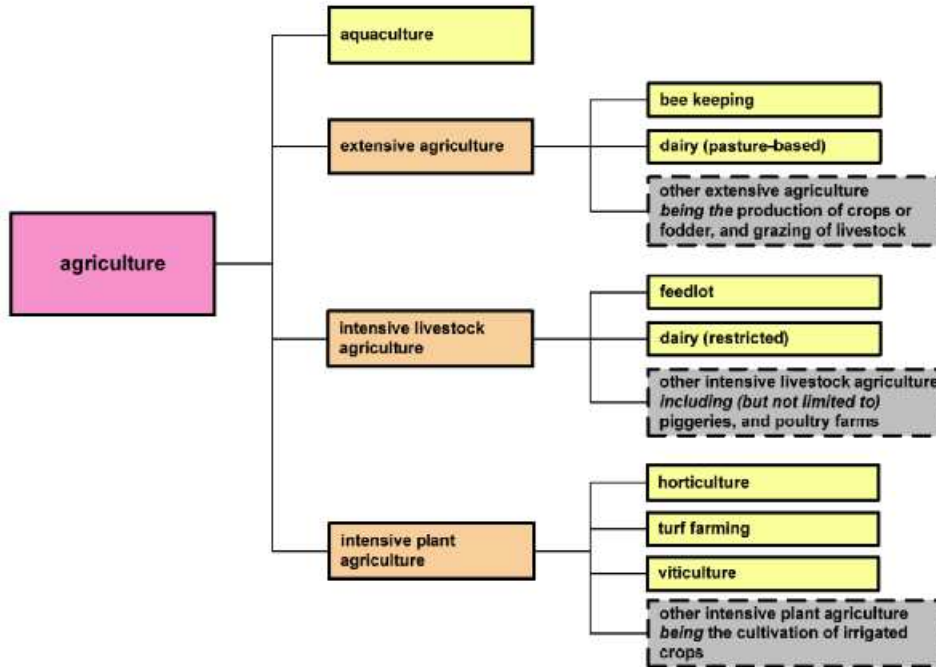 agriculture
aquaculture
extensive agriculture
bee keeping
dairy (pasture-based)
other extensive agriculture
being the production of crops or
fodder, and grazing of livestock
intensive livestock
agriculture
feedlot
dairy (restricted)
other intensive livestock agriculture
including (but not limited to)
piggeries, and poultry farms
intensive plant
agriculture
horticulture
turf farming
viticulture
other intensive plant agriculture
being the cultivation of irrigated
crops